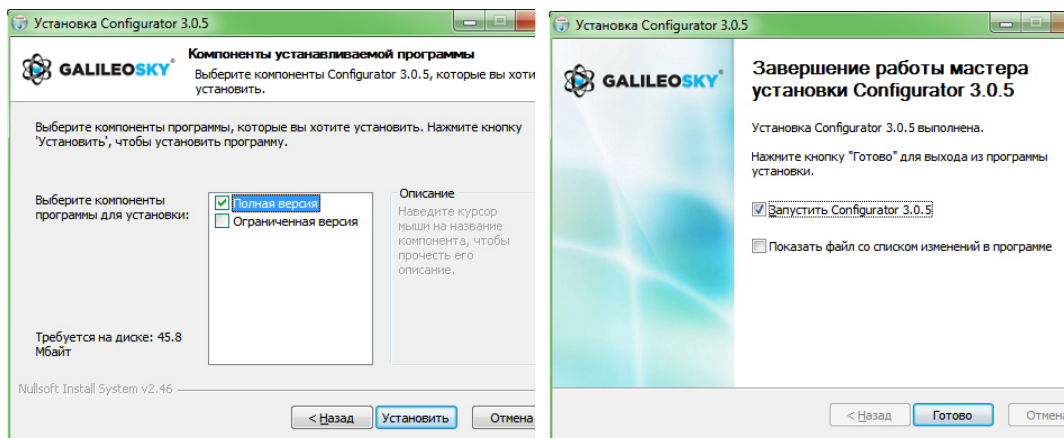 Установка Configurator 3.0.5
GALILEOSKY®
Компоненты устанавливаемой программы
Выберите компоненты Configurator 3.0.5, которые вы хоти
установить.
Выберите компоненты программы, которые вы хотите установить. Нажмите кнопку
'Установить', чтобы установить программу.
Выберите компоненты
программы для установки:
Полная версия
Ограниченная версия
Описание
Наведите курсор
мыши на название
компонента, чтобы
прочесть его
описание.
Требуется на диске: 45.8
Мбайт
Nullsoft Install System v2.46
< Назад
Установить
Отмена
Установка Configurator 3.0.5
GALILEOSKY®
Завершение работы мастера
установки Configurator 3.0.5
Установка Configurator 3.0.5 выполнена.
Нажмите кнопку "Готово" для выхода из программы
установки.
Запустить Configurator 3.0.5
Показать файл со списком изменений в программе
< Назад
Готово
Отмена